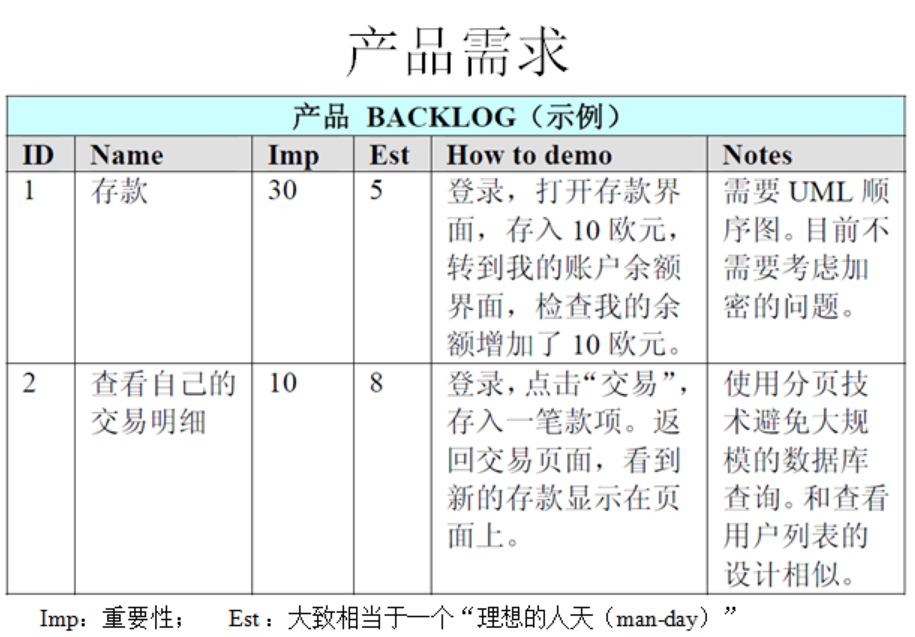 产品需求
产品 BACKLOG（示例）
ID Name Imp Est How to demo Notes
1 存款 30 5 登录，打开存款界 需要 UML 顺
面，存入 10 欧元， 序图。目前不
转到我的账户余额 需要考虑加
界面，检查我的余 密的问题。
额增加了 10 欧元。
2 查看自己的 10 8 登录，点击“交易”， 使用分页技
交易明细 存入一笔款项。返 术避免大规
回交易页面，看到 模的数据库
新的存款显示在页 查询。和查看
面上。 用户列表的
设计相似。
Imp：重要性； Est：大致相当于一个“理想的人天（man-day）”